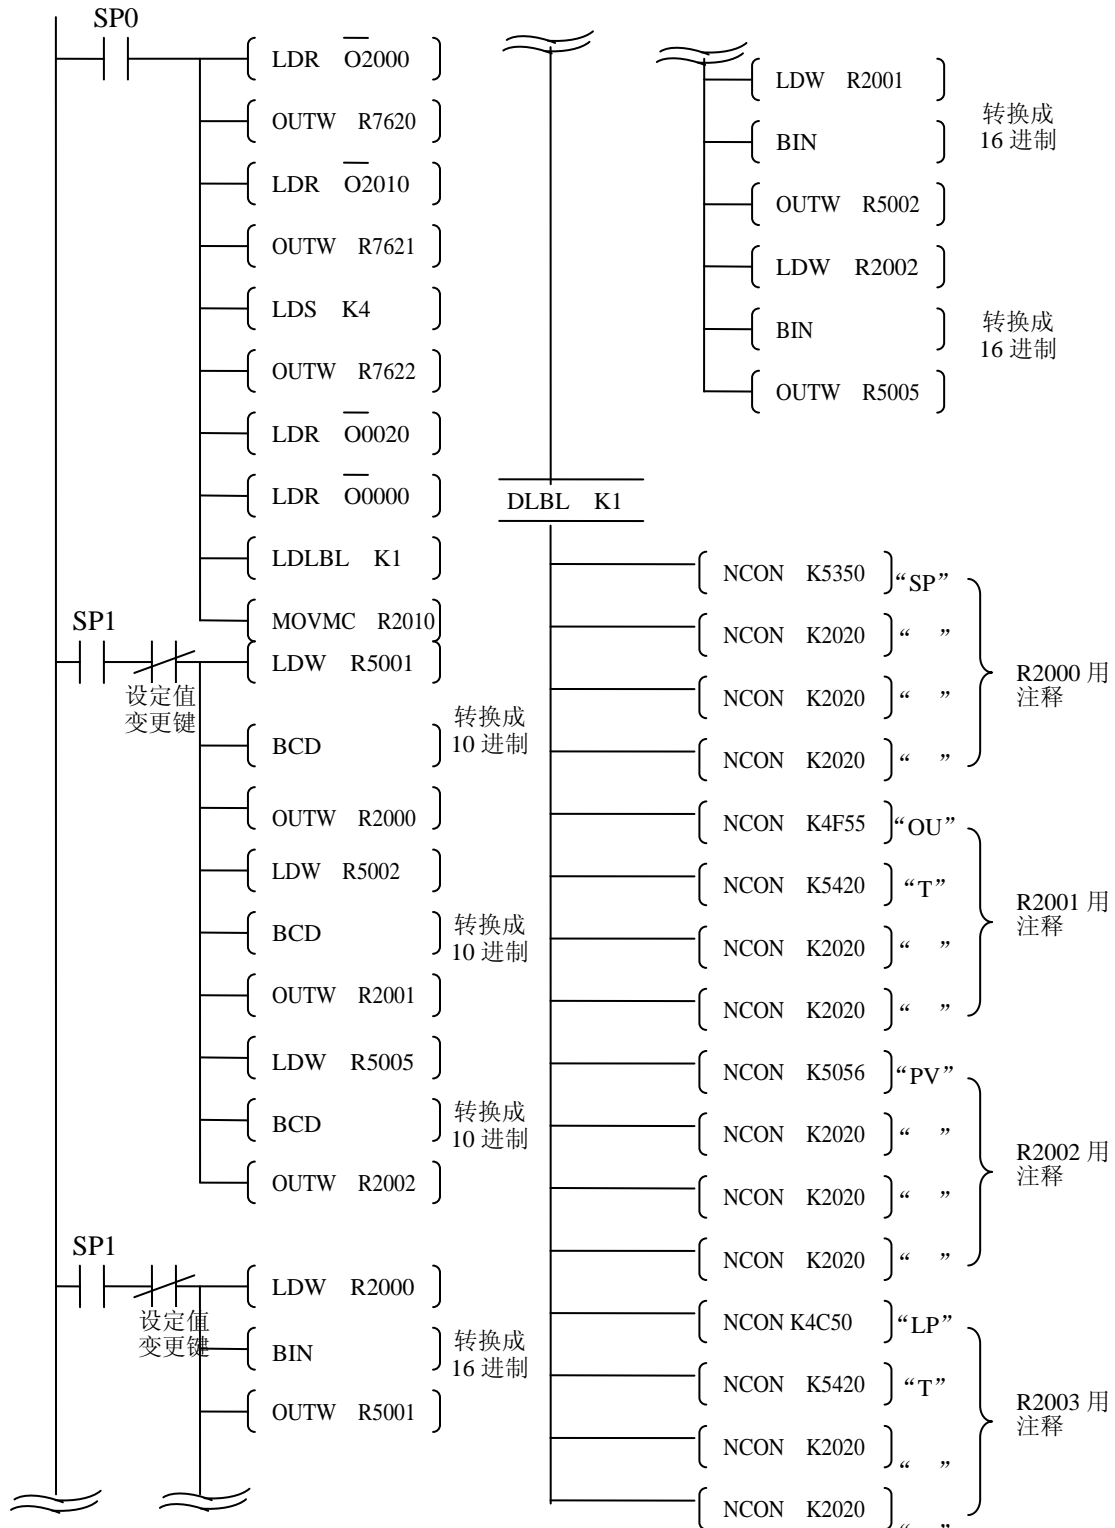 SP0
LDR O̅2000
OUTW R7620
LDR O̅2010
OUTW R7621
LDS K4
OUTW R7622
LDR O̅0020
LDR O̅0000
LDLBL K1
MOVMC R2010
SP1
设定值
变更键
LDW R5001
BCD
转换成
10 进制
OUTW R2000
LDW R5002
BCD
转换成
10 进制
OUTW R2001
LDW R5005
BCD
转换成
10 进制
OUTW R2002
SP1
设定值
变更键
LDW R2000
BIN
转换成
16 进制
OUTW R5001
LDW R2001
BIN
转换成
16 进制
OUTW R5002
LDW R2002
BIN
转换成
16 进制
OUTW R5005
DLBL K1
NCON K5350 “SP”
NCON K2020 “ ”
NCON K2020 “ ”
NCON K2020 “ ”
R2000 用
注释
NCON K4F55 “OU”
NCON K5420 “T”
NCON K2020 “ ”
NCON K2020 “ ”
R2001 用
注释
NCON K5056 “PV”
NCON K2020 “ ”
NCON K2020 “ ”
NCON K2020 “ ”
R2002 用
注释
NCON K4C50 “LP”
NCON K5420 “T”
NCON K2020 “ ”
NCON K2020 “ ”
R2003 用
注释